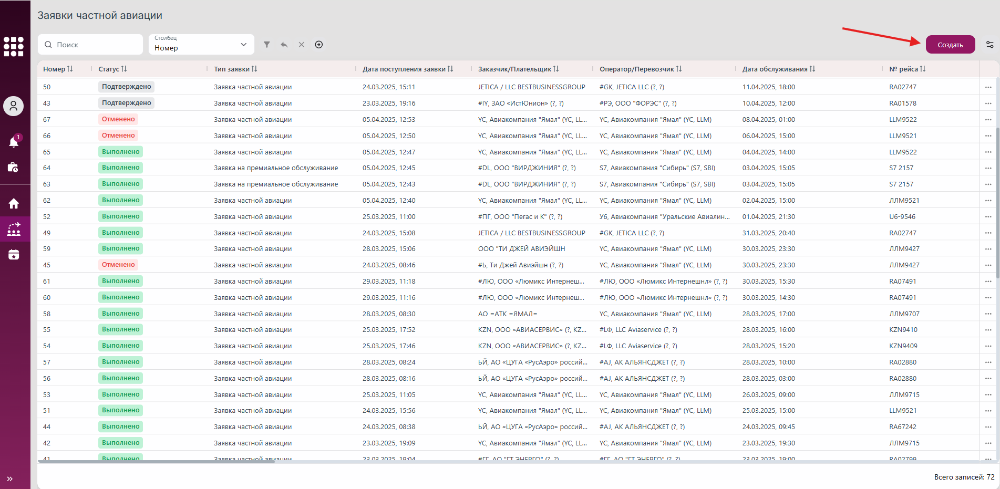 Заявки частной авиации
Поиск
Столбец
Номер
Создать
1
Номер Статус Тип заявки Дата поступления заявки Заказчик/Плательщик Оператор/Перевозчик Дата обслуживания № рейса
50 Подтверждено Заявка частной авиации 24.03.2025, 15:11 JETICA / LLC BESTBUSINESSGROUP #GK, JETICA LLC (?, ?) 11.04.2025, 18:00 RA02747
43 Подтверждено Заявка частной авиации 23.03.2025, 19:16 #IY, ЗАО «ИстЮнион» (?, ?) #РЭ, ООО "ФОРЭС" (?, ?) 10.04.2025, 12:00 RA01578
67 Отменено Заявка частной авиации 05.04.2025, 12:53 YC, Авиакомпания "Ямал" (YC, LL... YC, Авиакомпания "Ямал" (YC, LLM) 08.04.2025, 01:00 LLM9522
66 Отменено Заявка частной авиации 05.04.2025, 12:50 YC, Авиакомпания "Ямал" (YC, LL... YC, Авиакомпания "Ямал" (YC, LLM) 06.04.2025, 15:00 LLM9521
65 Выполнено Заявка частной авиации 05.04.2025, 12:47 YC, Авиакомпания "Ямал" (YC, LL... YC, Авиакомпания "Ямал" (YC, LLM) 04.04.2025, 14:00 LLM9522
64 Выполнено Заявка на премиальное обслуживание 05.04.2025, 12:45 #DL, ООО "ВИРДЖИНИЯ" (?, ?) S7, Авиакомпания "Сибирь" (S7, SBI) 03.04.2025, 15:05 S7 2157
63 Выполнено Заявка на премиальное обслуживание 05.04.2025, 12:43 #DL, ООО "ВИРДЖИНИЯ" (?, ?) S7, Авиакомпания "Сибирь" (S7, SBI) 03.04.2025, 15:05 S7 2157
62 Выполнено Заявка частной авиации 05.04.2025, 12:40 YC, Авиакомпания "Ямал" (YC, LL... YC, Авиакомпания "Ямал" (YC, LLM) 02.04.2025, 15:00 ЛЛМ9521
52 Выполнено Заявка частной авиации 25.03.2025, 11:00 #ПГ, ООО "Пегас и К" (?, ?) У6, Авиакомпания "Уральские Авиалин... 01.04.2025, 21:30 U6-9546
49 Выполнено Заявка частной авиации 24.03.2025, 15:08 JETICA / LLC BESTBUSINESSGROUP #GK, JETICA LLC (?, ?) 31.03.2025, 20:40 RA02747
59 Выполнено Заявка частной авиации 28.03.2025, 15:06 ООО "ТИ ДЖЕЙ АВИЭЙШН YC, Авиакомпания "Ямал" (YC, LLM) 30.03.2025, 23:30 ЛЛМ9427
45 Отменено Заявка частной авиации 24.03.2025, 08:46 #Ь, Ти Джей Авиэйшн (?, ?) YC, Авиакомпания "Ямал" (YC, LLM) 30.03.2025, 23:30 ЛЛМ9427
61 Выполнено Заявка частной авиации 29.03.2025, 11:18 #ЛЮ, ООО «Люмикс Интернеш... #ЛЮ, ООО «Люмикс Интернешнл» (?, ?) 30.03.2025, 15:30 RA07491
60 Выполнено Заявка частной авиации 29.03.2025, 11:16 #ЛЮ, ООО «Люмикс Интернеш... #ЛЮ, ООО «Люмикс Интернешнл» (?, ?) 30.03.2025, 14:30 RA07491
58 Выполнено Заявка частной авиации 28.03.2025, 08:30 АО =АТК =ЯМАЛ= YC, Авиакомпания "Ямал" (YC, LLM) 28.03.2025, 17:00 ЛЛМ9707
55 Выполнено Заявка частной авиации 25.03.2025, 17:52 KZN, ООО «АВИАСЕРВИС» (?, KZ... #LФ, LLC Aviaservice (?, ?) 28.03.2025, 16:00 KZN9410
54 Выполнено Заявка частной авиации 25.03.2025, 17:46 KZN, ООО «АВИАСЕРВИС» (?, KZ... #LФ, LLC Aviaservice (?, ?) 28.03.2025, 15:20 KZN9409
57 Выполнено Заявка частной авиации 28.03.2025, 08:24 ЬЙ, АО «ЦУГА «РусАэро» россий... #AJ, АК АЛЬЯНСДЖЕТ (?, ?) 28.03.2025, 10:00 RA02880
56 Выполнено Заявка частной авиации 28.03.2025, 08:16 ЬЙ, АО «ЦУГА «РусАэро» россий... #AJ, АК АЛЬЯНСДЖЕТ (?, ?) 28.03.2025, 03:00 RA02880
53 Выполнено Заявка частной авиации 25.03.2025, 11:05 YC, Авиакомпания "Ямал" (YC, LL... YC, Авиакомпания "Ямал" (YC, LLM) 26.03.2025, 09:00 ЛЛМ9715
51 Выполнено Заявка частной авиации 24.03.2025, 15:56 YC, Авиакомпания "Ямал" (YC, LL... YC, Авиакомпания "Ямал" (YC, LLM) 25.03.2025, 15:00 LLM9521
44 Выполнено Заявка частной авиации 24.03.2025, 08:38 ЬЙ, АО «ЦУГА «РусАэро» россий... #AJ, АК АЛЬЯНСДЖЕТ (?, ?) 24.03.2025, 09:45 RA67242
42 Выполнено Заявка частной авиации 23.03.2025, 19:09 YC, Авиакомпания "Ямал" (YC, LL... YC, Авиакомпания "Ямал" (YC, LLM) 23.03.2025, 19:30 ЛЛМ9715
41 Выполнено Заявка частной авиации 23.03.2025, 19:04 #ГГ, АО "ГТ ЭНЕРГО" (?, ?) #ГГ, АО "ГТ ЭНЕРГО" (?, ?) 23.03.2025, 19:00 RA02799
Всего записей: 72